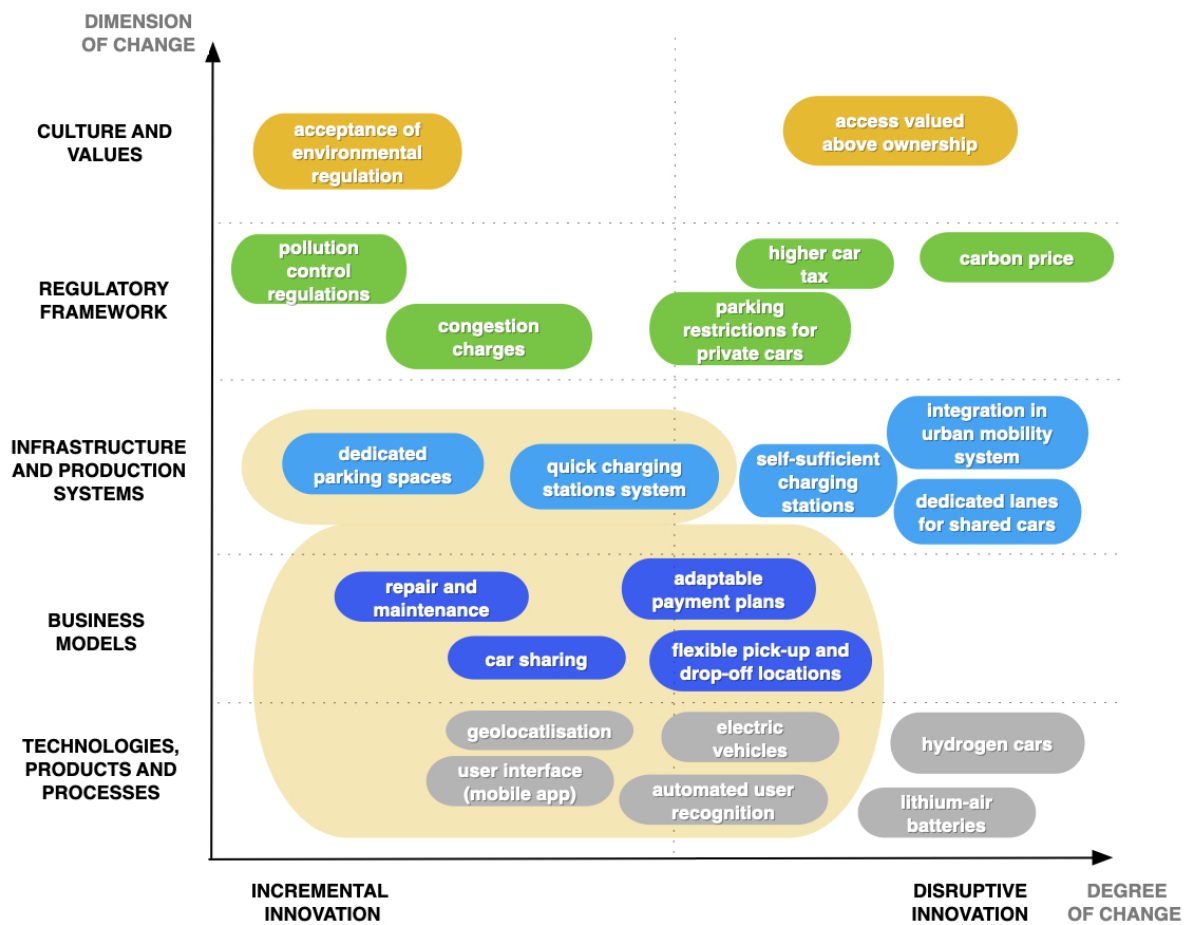 DIMENSION
OF CHANGE
CULTURE AND
VALUES
acceptance of
environmental
regulation
access valued
above ownership
REGULATORY
FRAMEWORK
pollution
control
regulations
congestion
charges
higher car
tax
parking
restrictions for
private cars
carbon price
INFRASTRUCTURE
AND PRODUCTION
SYSTEMS
dedicated
parking spaces
quick charging
stations system
self-sufficient
charging
stations
integration in
urban mobility
system
dedicated lanes
for shared cars
BUSINESS
MODELS
repair and
maintenance
adaptable
payment plans
car sharing
flexible pick-up and
drop-off locations
TECHNOLOGIES,
PRODUCTS AND
PROCESSES
geolocatlisation
electric
vehicles
user interface
(mobile app)
automated user
recognition
hydrogen cars
lithium-air
batteries
INCREMENTAL
INNOVATION
DISRUPTIVE
INNOVATION
DEGREE
OF CHANGE